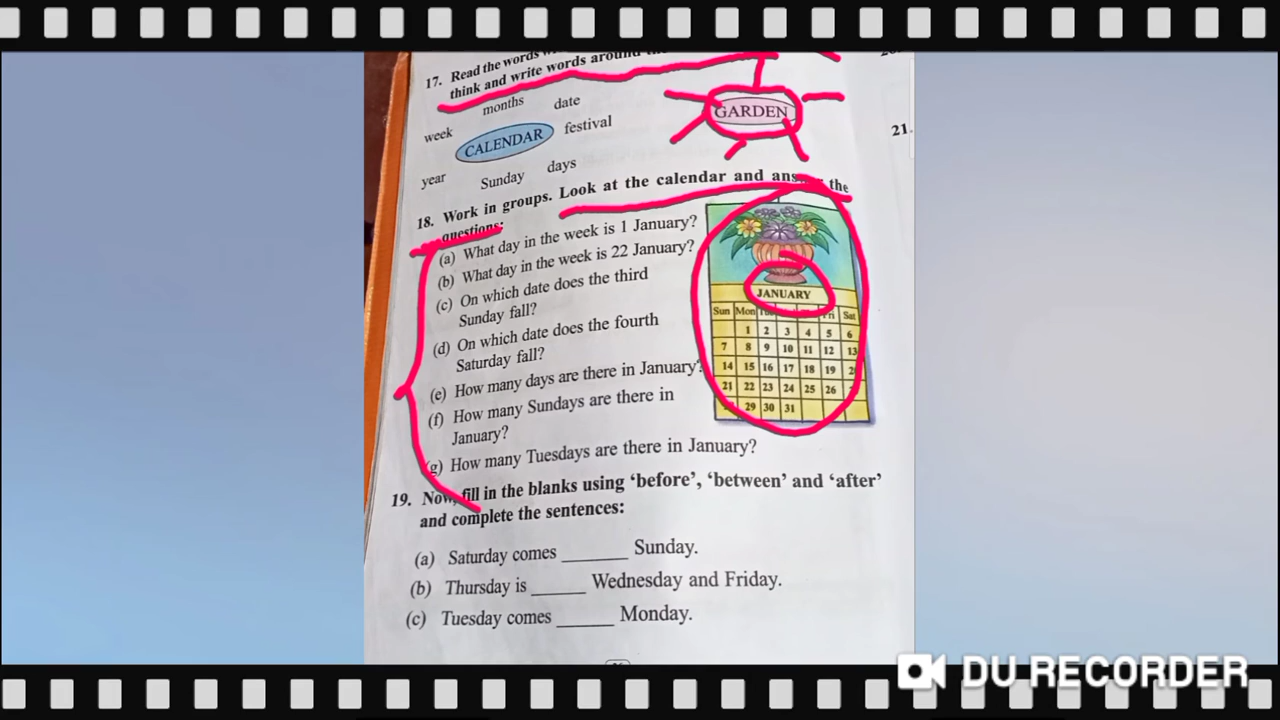 17. Read the words
think and write words around
months date
week CALENDAR festival
year Sunday days
GARDEN
21.
18. Work in groups. Look at the calendar and the
questions:
(a) What day in the week is 1 January?
(b) What day in the week is 22 January?
(c) On which date does the third
Sunday fall?
(d) On which date does the fourth
Saturday fall?
(e) How many days are there in January?
(f) How many Sundays are there in
January?
(g) How many Tuesdays are there in January?
JANUARY
Sun Mon Fri Sat
1 2 3 4 5 6
7 8 9 10 11 12 13
14 15 16 17 18 19
21 22 23 24 25 26
29 30 31
19. Now, fill in the blanks using ‘before’, ‘between’ and ‘after’
and complete the sentences:
(a) Saturday comes ______ Sunday.
(b) Thursday is _____ Wednesday and Friday.
(c) Tuesday comes _____ Monday.
DU RECORDER